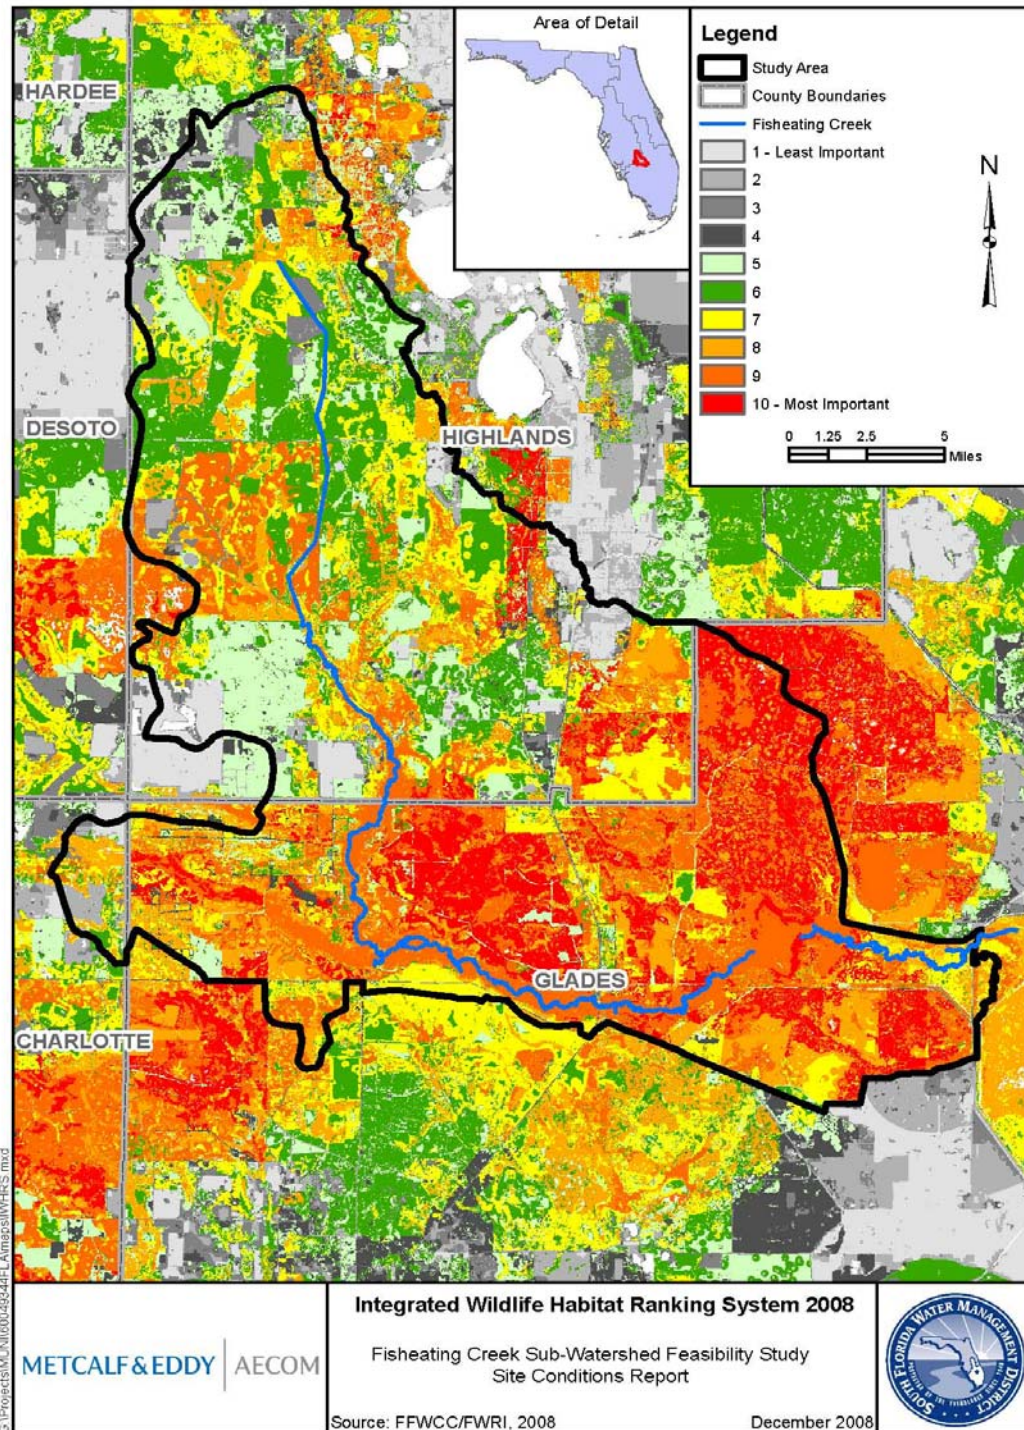 Area of Detail
Legend
Study Area
County Boundaries
Fisheating Creek
1 - Least Important
2
3
4
5
6
7
8
9
10 - Most Important
N
0 1.25 2.5 5
Miles
HARDEE
DESOTO
HIGHLANDS
GLADES
CHARLOTTE
METCALF & EDDY | AECOM
Integrated Wildlife Habitat Ranking System 2008
Fisheating Creek Sub-Watershed Feasibility Study
Site Conditions Report
Source: FFWCC/FWRI, 2008
December 2008
SOUTH FLORIDA WATER MANAGEMENT DISTRICT